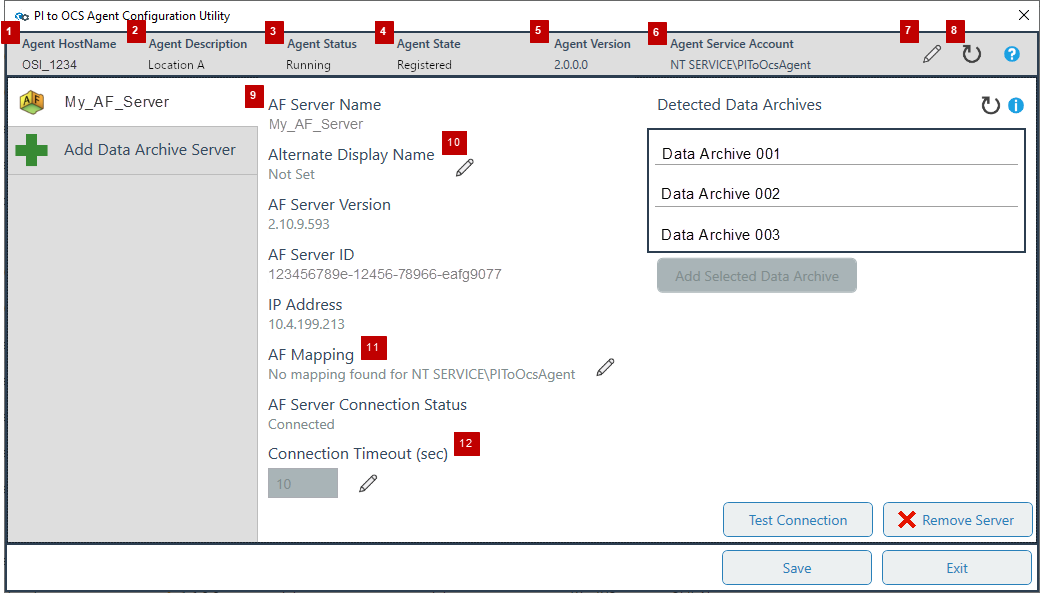 PI to OCS Agent Configuration Utility
1 Agent HostName
2 Agent Description
3 Agent Status
4 Agent State
5 Agent Version
6 Agent Service Account
7
8
OSI_1234
Location A
Running
Registered
2.0.0.0
NT SERVICE\PIToOcsAgent
?
AF My_AF_Server
Add Data Archive Server
9
AF Server Name
My_AF_Server
Alternate Display Name 10
Not Set
AF Server Version
2.10.9.593
AF Server ID
123456789e-12456-78966-eafg9077
IP Address
10.4.199.213
AF Mapping 11
No mapping found for NT SERVICE\PIToOcsAgent
AF Server Connection Status
Connected
Connection Timeout (sec) 12
10
Detected Data Archives
i
Data Archive 001
Data Archive 002
Data Archive 003
Add Selected Data Archive
Test Connection
Remove Server
Save
Exit